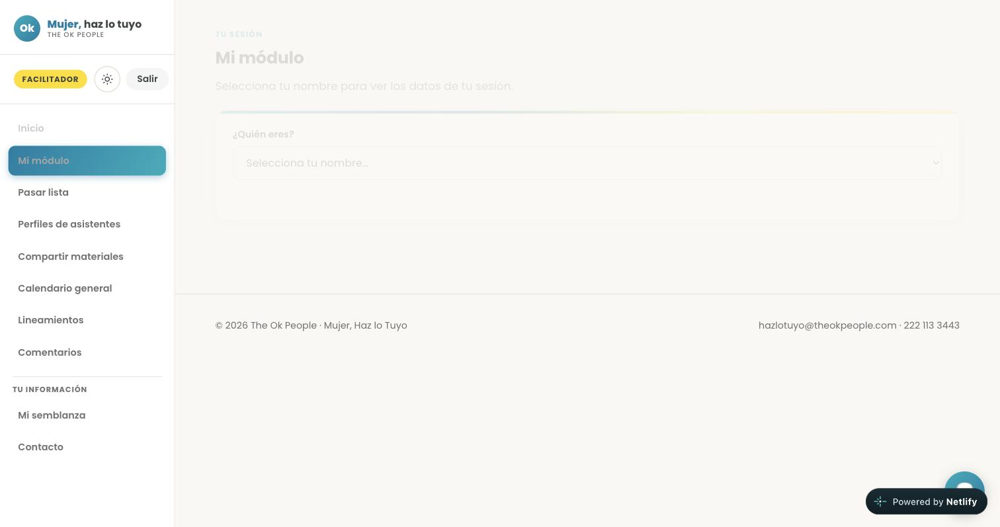 Ok
Mujer, haz lo tuyo
THE OK PEOPLE
FACILITADOR
Salir
Inicio
Mi módulo
Pasar lista
Perfiles de asistentes
Compartir materiales
Calendario general
Lineamientos
Comentarios
TU INFORMACIÓN
Mi semblanza
Contacto
TU SESIÓN
Mi módulo
Selecciona tu nombre para ver los datos de tu sesión.
¿Quién eres?
Selecciona tu nombre...
© 2026 The Ok People · Mujer, Haz lo Tuyo
hazlotuyo@theokpeople.com · 222 113 3443
Powered by Netlify